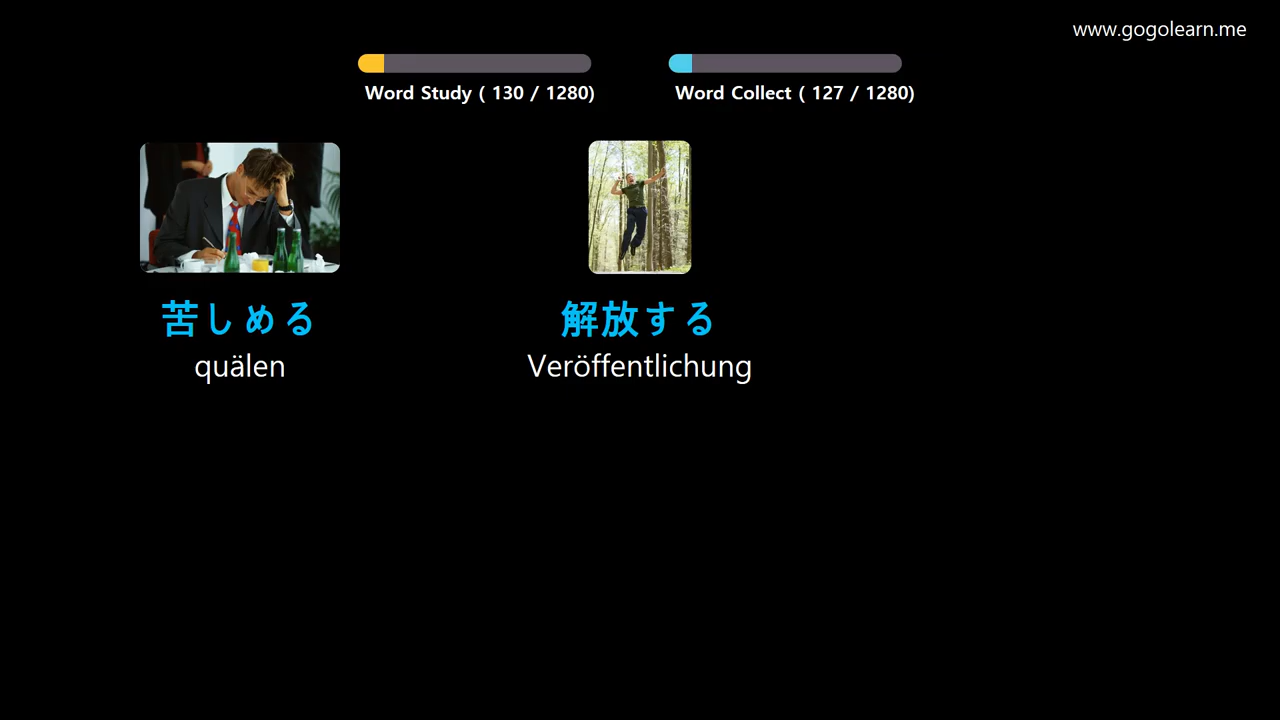 www.gogolearn.me
Word Study ( 130 / 1280)
Word Collect ( 127 / 1280)
苦しめる
quälen
解放する
Veröffentlichung